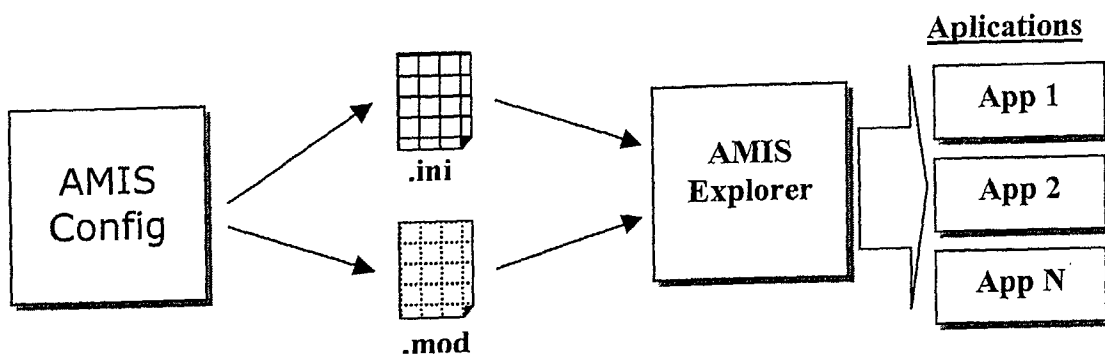 Aplications
AMIS
Config
.ini
.mod
AMIS
Explorer
App 1
App 2
App N